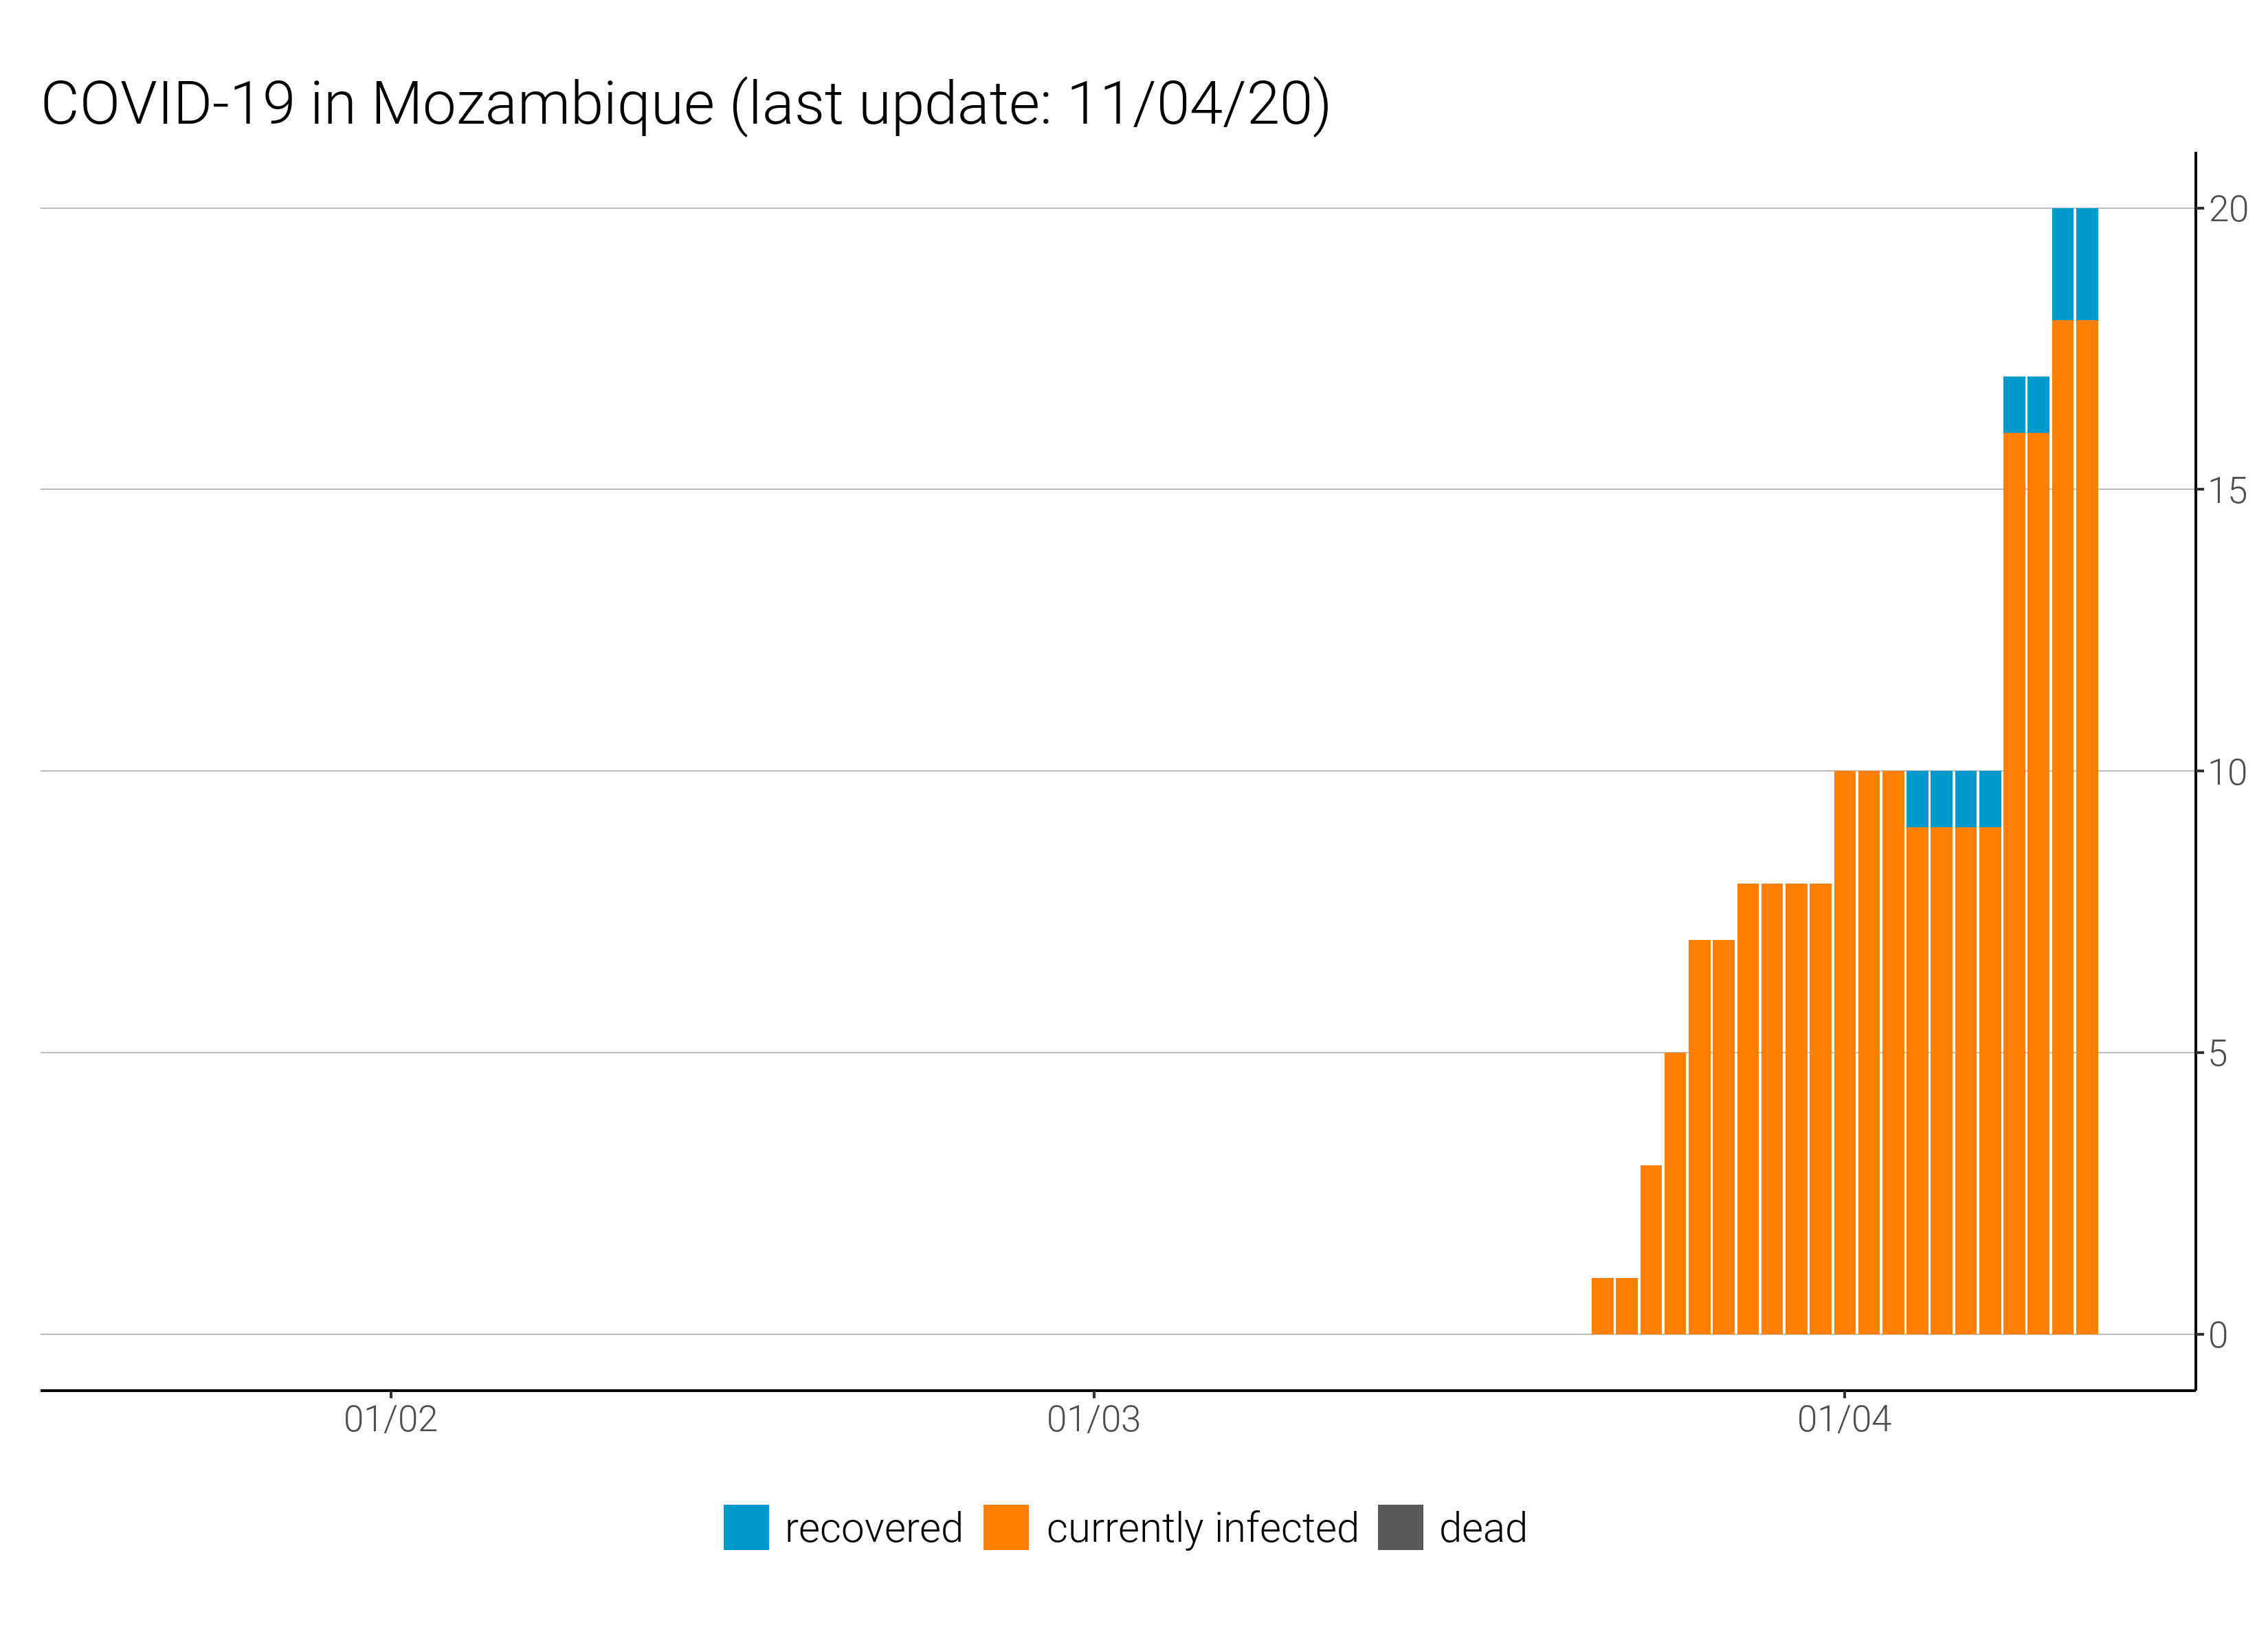 COVID-19 in Mozambique (last update: 11/04/20)
20
15
10
5
0
01/02 01/03 01/04
recovered currently infected dead